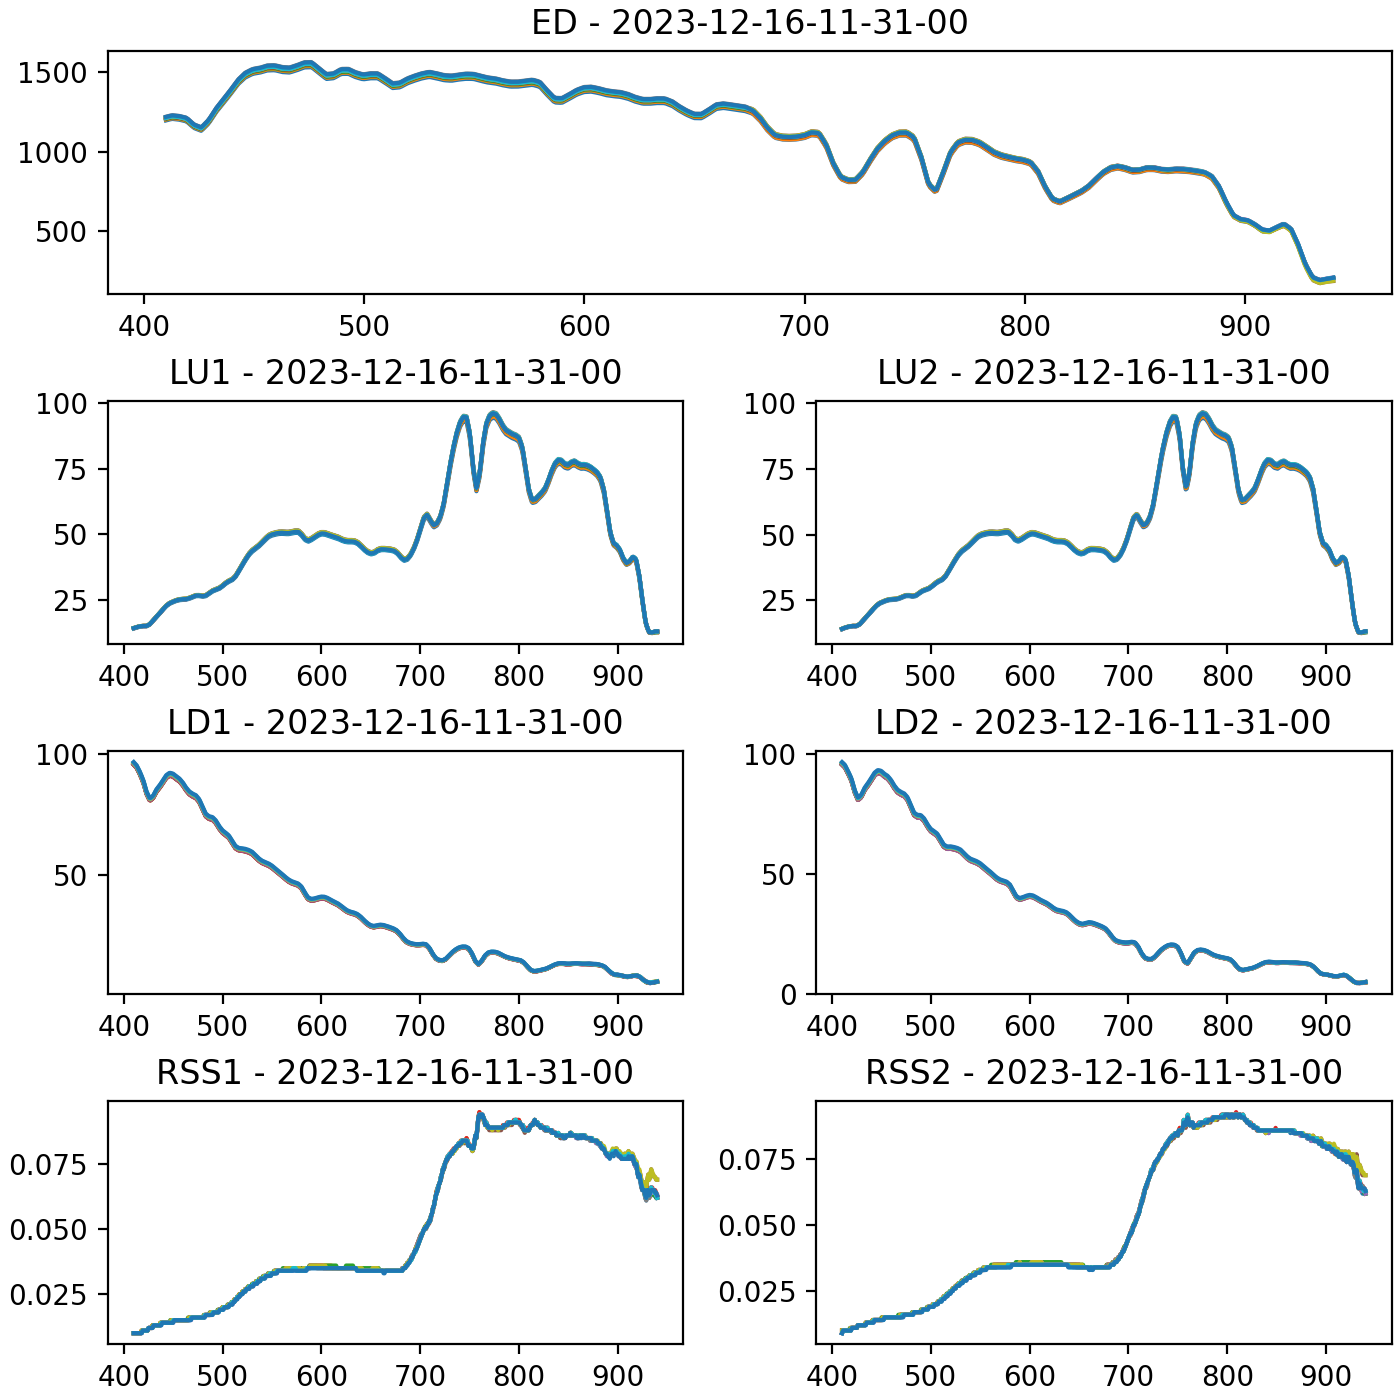 ED - 2023-12-16-11-31-00
1500
1000
500
400 500 600 700 800 900
LU1 - 2023-12-16-11-31-00
100
75
50
25
400 500 600 700 800 900
LU2 - 2023-12-16-11-31-00
100
75
50
25
400 500 600 700 800 900
LD1 - 2023-12-16-11-31-00
100
50
400 500 600 700 800 900
LD2 - 2023-12-16-11-31-00
100
50
0
400 500 600 700 800 900
RSS1 - 2023-12-16-11-31-00
0.075
0.050
0.025
400 500 600 700 800 900
RSS2 - 2023-12-16-11-31-00
0.075
0.050
0.025
400 500 600 700 800 900